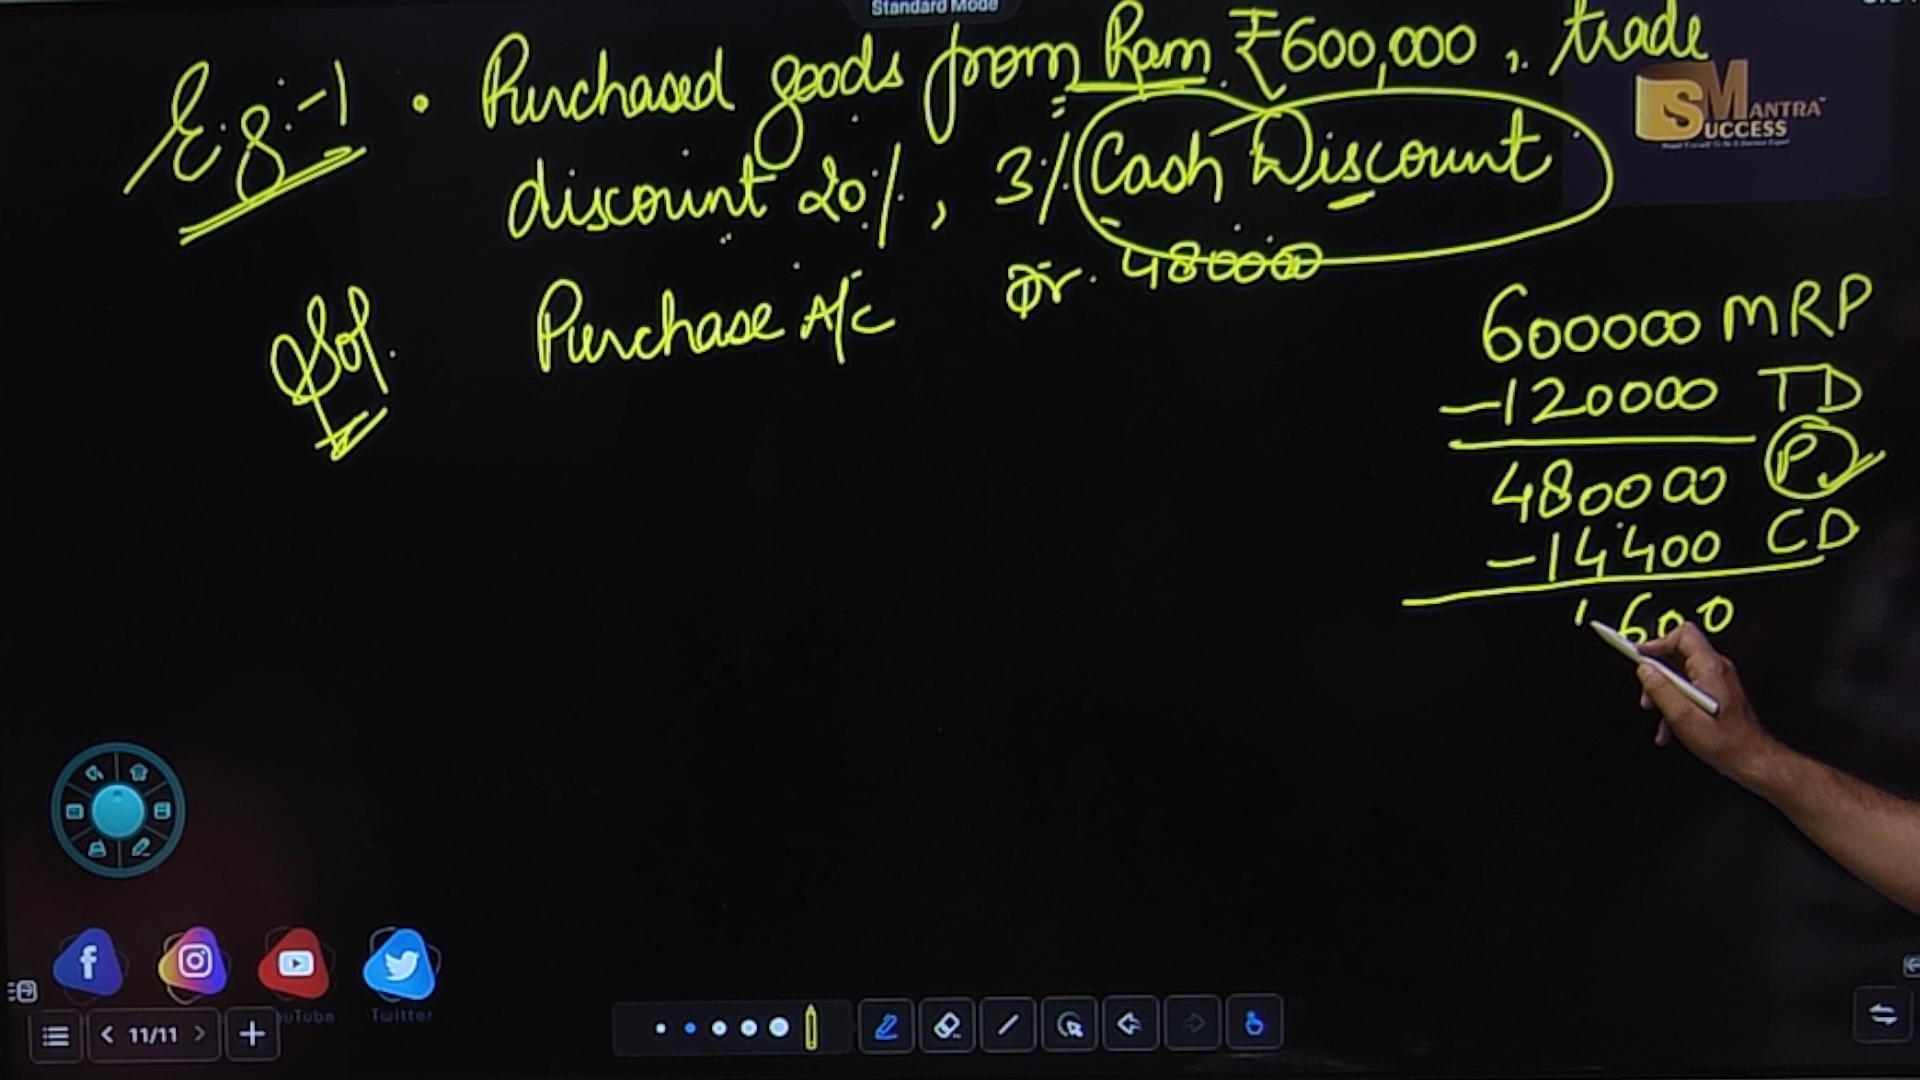 Standard Mode
E.g.-1 • Purchased goods from Ram ₹600,000, trade
discount 20%, 3% Cash Discount
SMANTRA
SUCCESS
Sol. Purchase A/c Dr. 480000
600000 MRP
-120000 TD
480000 P
-14400 CD
600
YouTube
Twitter
11/11